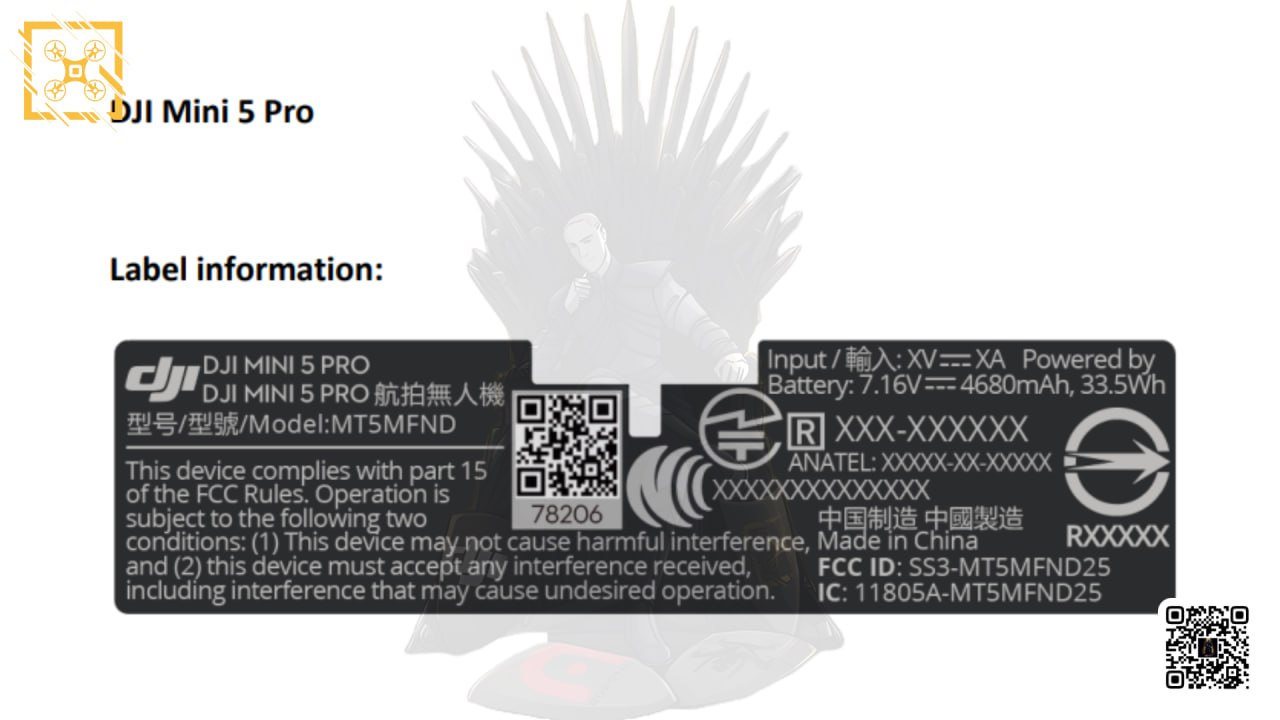 DJI Mini 5 Pro
Label information:
dji
DJI MINI 5 PRO
DJI MINI 5 PRO 航拍無人機
型号/型號/Model:MT5MFND
This device complies with part 15
of the FCC Rules. Operation is
subject to the following two
conditions: (1) This device may not cause harmful interference,
and (2) this device must accept any interference received,
including interference that may cause undesired operation.
78206
Input / 輸入: XV⎓ XA Powered by
Battery: 7.16V⎓ 4680mAh, 33.5Wh
R XXX-XXXXXX
ANATEL: XXXXX-XX-XXXXX
XXXXXXXXXXXXXX
中国制造 中國製造
Made in China
FCC ID: SS3-MT5MFND25
IC: 11805A-MT5MFND25
RXXXXX